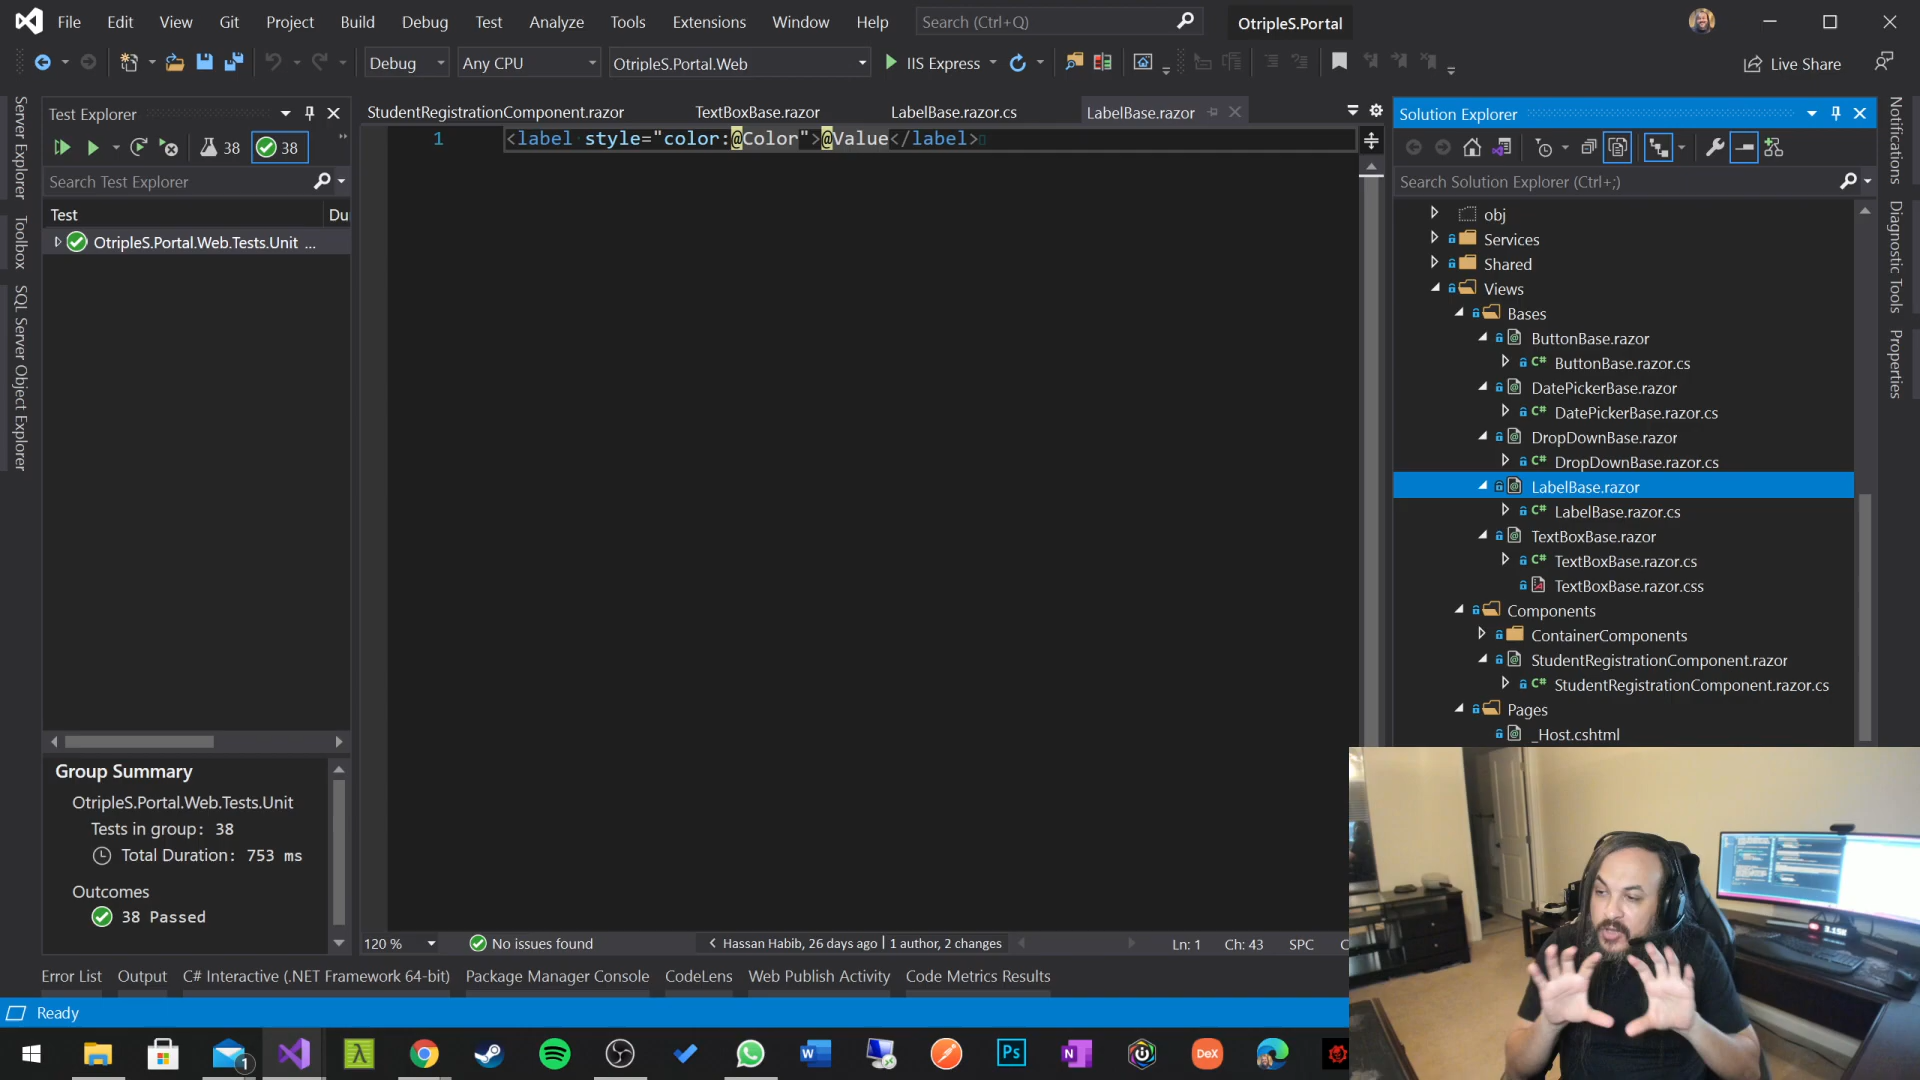 File Edit View Git Project Build Debug Test Analyze Tools Extensions Window Help Search (Ctrl+Q) OtripleS.Portal
Debug Any CPU OtripleS.Portal.Web IIS Express Live Share
Server Explorer
Toolbox
SQL Server Object Explorer
Test Explorer
38 38
Search Test Explorer
Test Du
OtripleS.Portal.Web.Tests.Unit ...
Group Summary
OtripleS.Portal.Web.Tests.Unit
Tests in group: 38
Total Duration: 753 ms
Outcomes
38 Passed
StudentRegistrationComponent.razor TextBoxBase.razor LabelBase.razor.cs LabelBase.razor
1 <label style="color:@Color">@Value</label>
120 % No issues found Hassan Habib, 26 days ago | 1 author, 2 changes Ln: 1 Ch: 43 SPC
Solution Explorer
Search Solution Explorer (Ctrl+;)
obj
Services
Shared
Views
Bases
ButtonBase.razor
C# ButtonBase.razor.cs
DatePickerBase.razor
C# DatePickerBase.razor.cs
DropDownBase.razor
C# DropDownBase.razor.cs
LabelBase.razor
C# LabelBase.razor.cs
TextBoxBase.razor
C# TextBoxBase.razor.cs
TextBoxBase.razor.css
Components
ContainerComponents
StudentRegistrationComponent.razor
C# StudentRegistrationComponent.razor.cs
Pages
_Host.cshtml
Notifications
Diagnostic Tools
Properties
Error List Output C# Interactive (.NET Framework 64-bit) Package Manager Console CodeLens Web Publish Activity Code Metrics Results
Ready
1
W
Ps
N
DeX